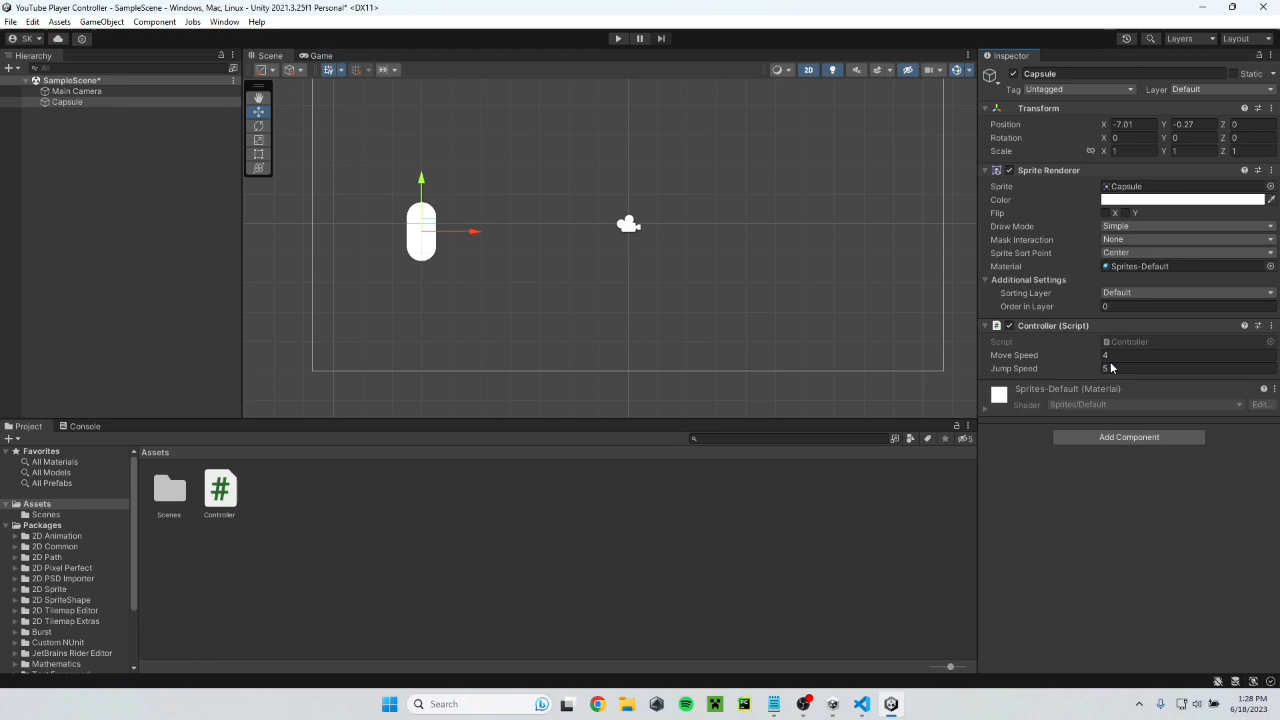 YouTube Player Controller - SampleScene - Windows, Mac, Linux - Unity 2021.3.25f1 Personal* <DX11>
File Edit Assets GameObject Component Jobs Window Help
SK Layers Layout
Hierarchy Scene Game Inspector
All 2D Capsule Static
SampleScene* Tag Untagged Layer Default
Main Camera
Capsule
Transform
Position X -7.01 Y -0.27 Z 0
Rotation X 0 Y 0 Z 0
Scale X 1 Y 1 Z 1
Sprite Renderer
Sprite Capsule
Color
Flip X Y
Draw Mode Simple
Mask Interaction None
Sprite Sort Point Center
Material Sprites-Default
Additional Settings
Sorting Layer Default
Order in Layer 0
# Controller (Script)
Script Controller
Move Speed 4
Jump Speed 5
Sprites-Default (Material)
Shader Sprites/Default Edit...
Add Component
Project Console
5
Favorites
All Materials
All Models
All Prefabs
Assets
Scenes
Packages
2D Animation
2D Common
2D Path
2D Pixel Perfect
2D PSD Importer
2D Sprite
2D SpriteShape
2D Tilemap Editor
2D Tilemap Extras
Burst
Custom NUnit
JetBrains Rider Editor
Mathematics
Assets
#
Scenes Controller
Search
1:28 PM
6/18/2023